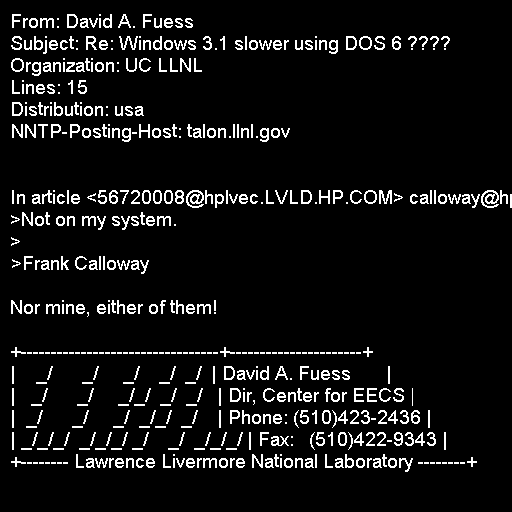 From: David A. Fuess
Subject: Re: Windows 3.1 slower using DOS 6 ????
Organization: UC LLNL
Lines: 15
Distribution: usa
NNTP-Posting-Host: talon.llnl.gov
In article <56720008@hplvec.LVLD.HP.COM> calloway@hp
>Not on my system.
>
>Frank Calloway
Nor mine, either of them!
+---------------------------------+----------------------+
|    _/      _/     _/    _/  _/  | David A. Fuess       |
|   _/      _/     _/_/   _/  _/   | Dir, Center for EECS |
|  _/      _/     _/  _/_/  _/    | Phone: (510)423-2436 |
| _/_/_/  _/_/_/ _/    _/  _/_/_/ | Fax:   (510)422-9343 |
+-------- Lawrence Livermore National Laboratory --------+